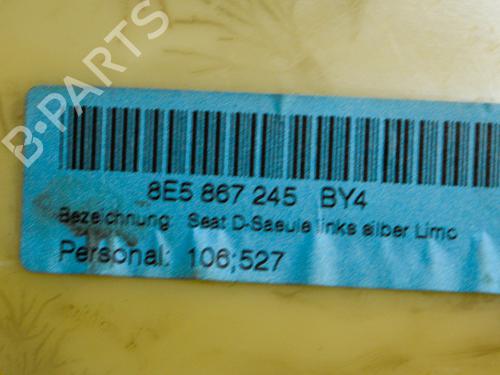 B-PARTS
8E5 867 245 BY4
Bezeichnung: Seat D-Saeule links silber Limo
Personal: 106;527